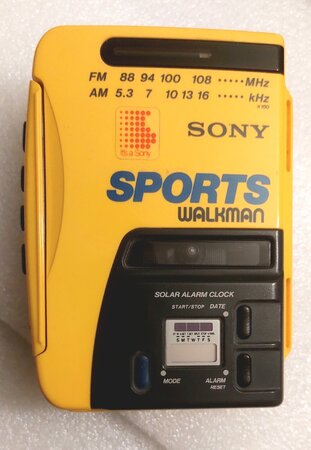 FM 88 94 100 108 ····· MHz
AM 5.3 7 10 13 16 ····· kHz
x100
It's a Sony
SONY
SPORTS
WALKMAN
SOLAR ALARM CLOCK
START/STOP DATE
S M T W T F S
MODE ALARM
RESET